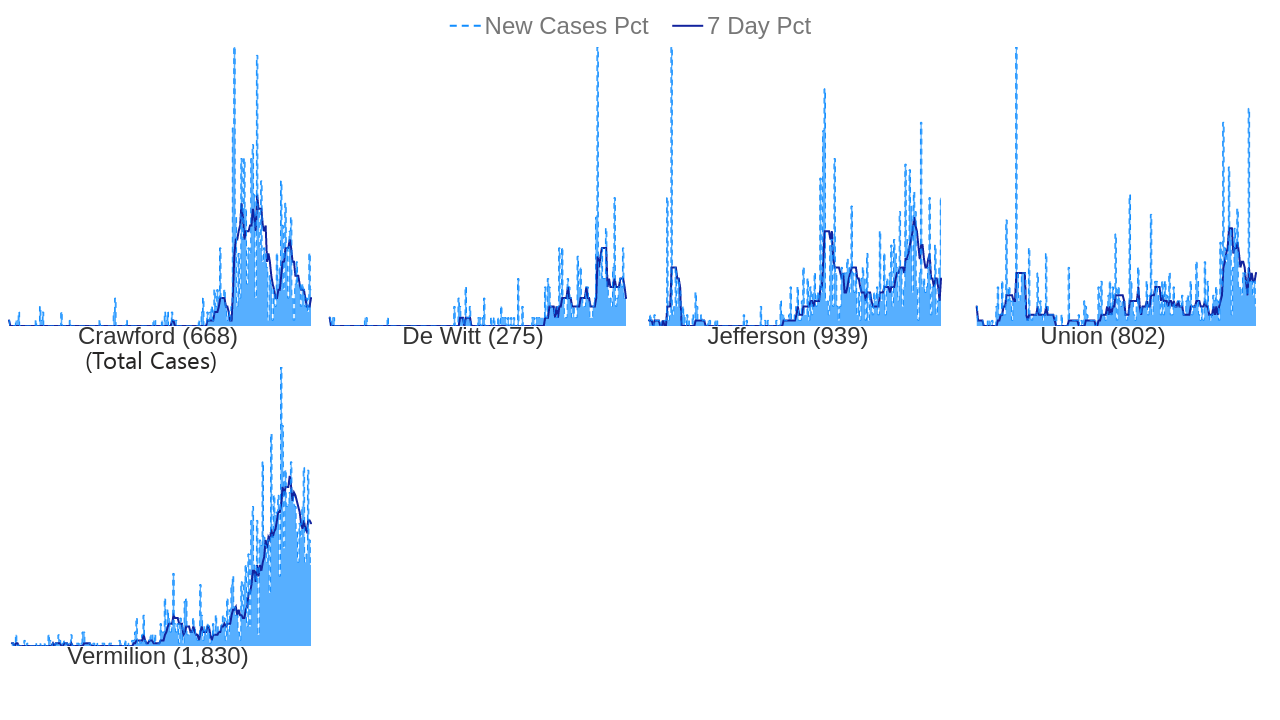 New Cases Pct 7 Day Pct
Crawford (668)
(Total Cases)
De Witt (275)
Jefferson (939)
Union (802)
Vermilion (1,830)